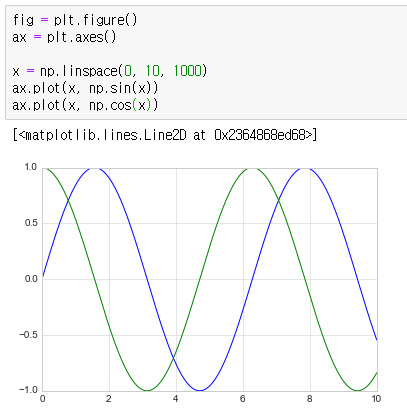 fig = plt.figure()
ax = plt.axes()
x = np.linspace(0, 10, 1000)
ax.plot(x, np.sin(x))
ax.plot(x, np.cos(x))
[<matplotlib.lines.Line2D at 0x2364868ed68>]
1.0
0.5
0.0
−0.5
−1.0
0 2 4 6 8 10